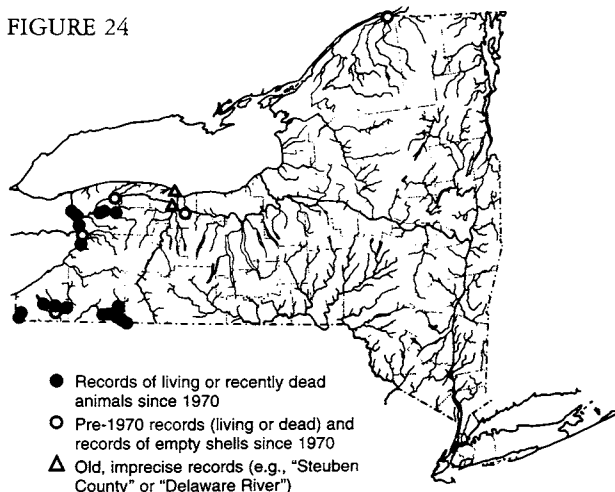 FIGURE 24
Records of living or recently dead
animals since 1970
Pre-1970 records (living or dead) and
records of empty shells since 1970
Old, imprecise records (e.g., “Steuben
County” or “Delaware River”)